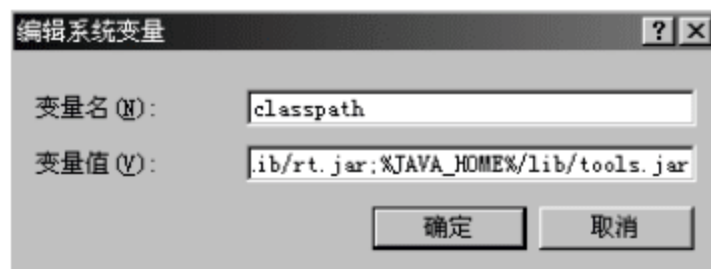 编辑系统变量
变量名(N):
classpath
变量值(V):
.ib/rt.jar;%JAVA_HOME%/lib/tools.jar
确定
取消